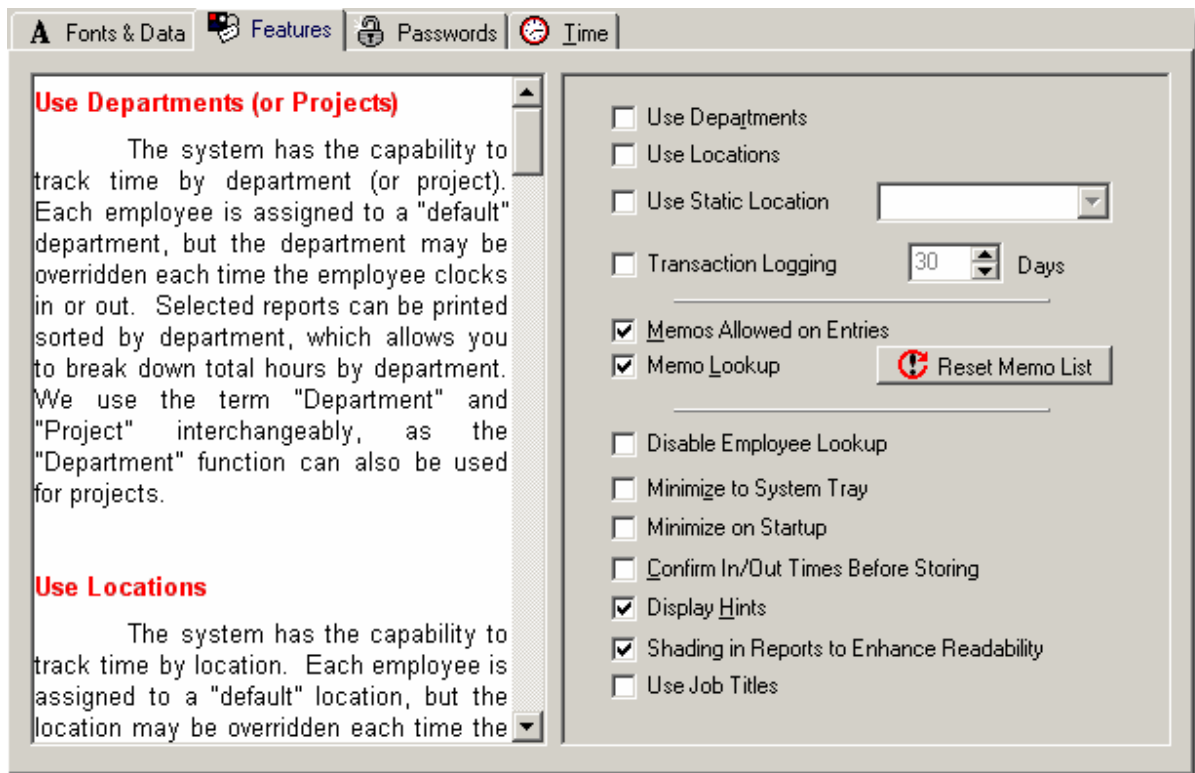 Fonts & Data
Features
Passwords
Time
Use Departments (or Projects)
The system has the capability to
track time by department (or project).
Each employee is assigned to a "default"
department, but the department may be
overridden each time the employee clocks
in or out. Selected reports can be printed
sorted by department, which allows you
to break down total hours by department.
We use the term "Department" and
"Project" interchangeably, as the
"Department" function can also be used
for projects.
Use Locations
The system has the capability to
track time by location. Each employee is
assigned to a "default" location, but the
location may be overridden each time the
Use Departments
Use Locations
Use Static Location
Transaction Logging 30 Days
Memos Allowed on Entries
Memo Lookup Reset Memo List
Disable Employee Lookup
Minimize to System Tray
Minimize on Startup
Confirm In/Out Times Before Storing
Display Hints
Shading in Reports to Enhance Readability
Use Job Titles